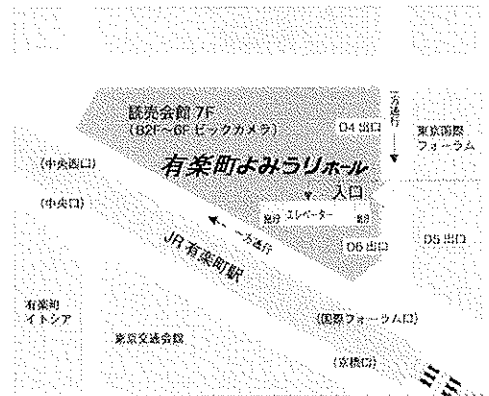 読売会館 7F
(B2F～6F ビックカメラ)
D4 出口
一方通行
東京国際
フォーラム
(中央西口)
有楽町よみうりホール
(中央口)
入口
エレベーター
一方通行
D6 出口
D5 出口
JR 有楽町駅
有楽町
イトシア
東京交通会館
(国際フォーラム口)
(京橋口)